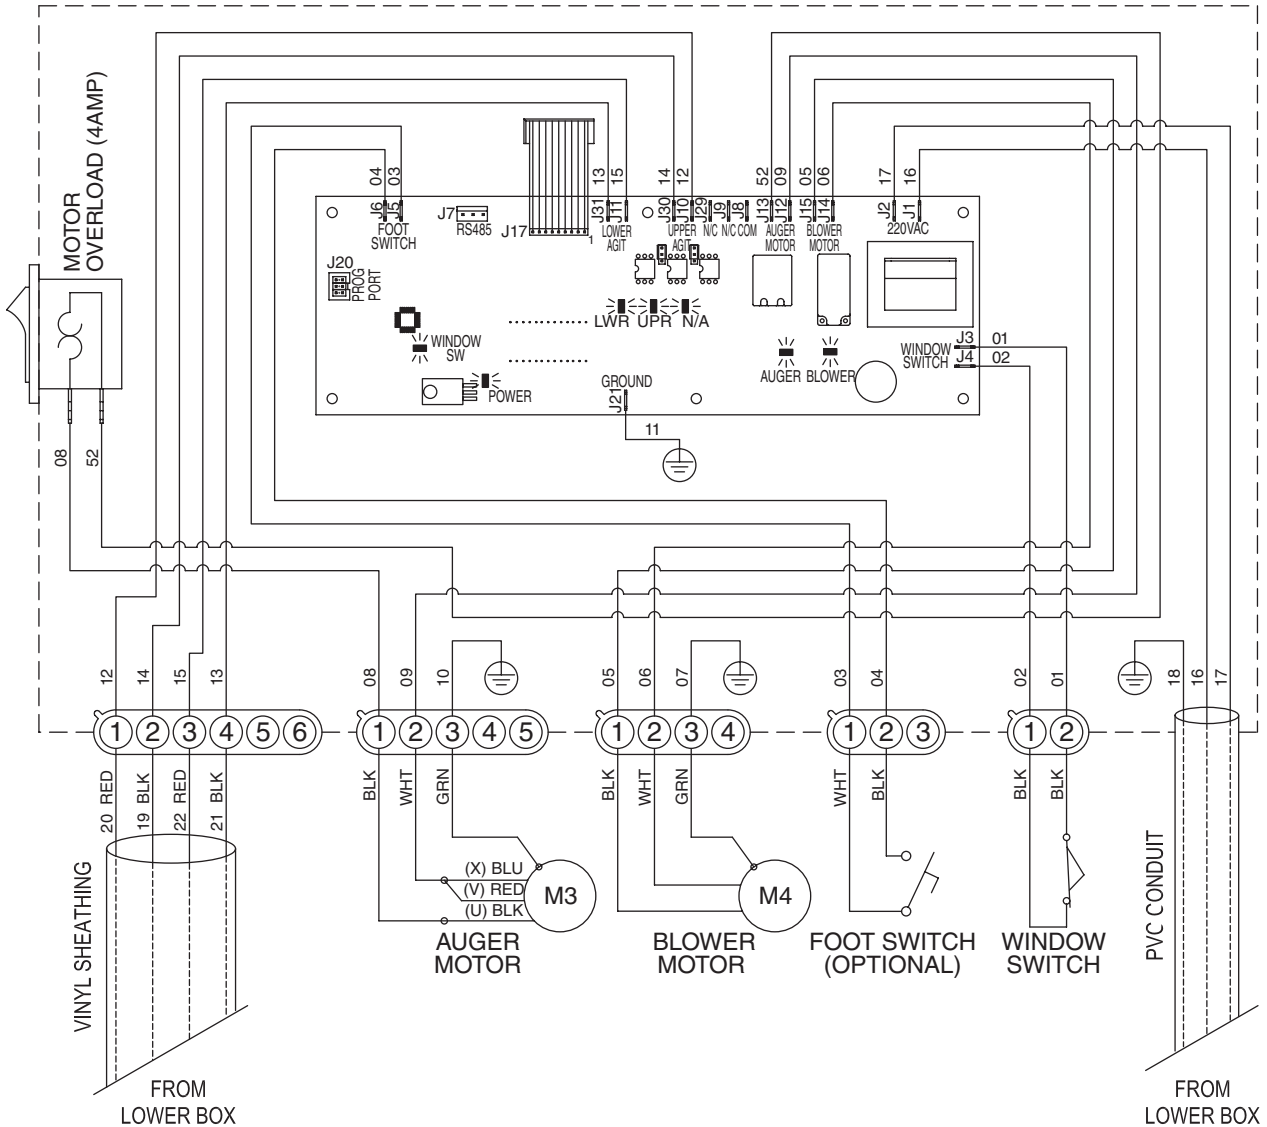 MOTOR
OVERLOAD (4AMP)
08
52
04
03
13
15
14
12
52
09
05
06
17
16
J6
J5
FOOT
SWITCH
J7
RS485
J17
1
J31
J11
LOWER
AGIT
J30
J10
UPPER
AGIT
J29
N/C
J9
N/C
J8
COM
J13
J12
AUGER
MOTOR
J15
J14
BLOWER
MOTOR
J2
J1
220VAC
J20
PROG
PORT
LWR
UPR
N/A
WINDOW
SW
POWER
AUGER
BLOWER
WINDOW
SWITCH
J3
J4
01
02
GROUND
J21
11
12
14
15
13
08
09
10
05
06
07
03
04
02
01
18
16
17
1 2 3 4 5 6
1 2 3 4 5
1 2 3 4
1 2 3
1 2
20 RED
19 BLK
22 RED
21 BLK
BLK
WHT
GRN
BLK
WHT
GRN
WHT
BLK
BLK
BLK
(X) BLU
(V) RED
(U) BLK
M3
M4
AUGER
MOTOR
BLOWER
MOTOR
FOOT SWITCH
(OPTIONAL)
WINDOW
SWITCH
VINYL SHEATHING
PVC CONDUIT
FROM
LOWER BOX
FROM
LOWER BOX